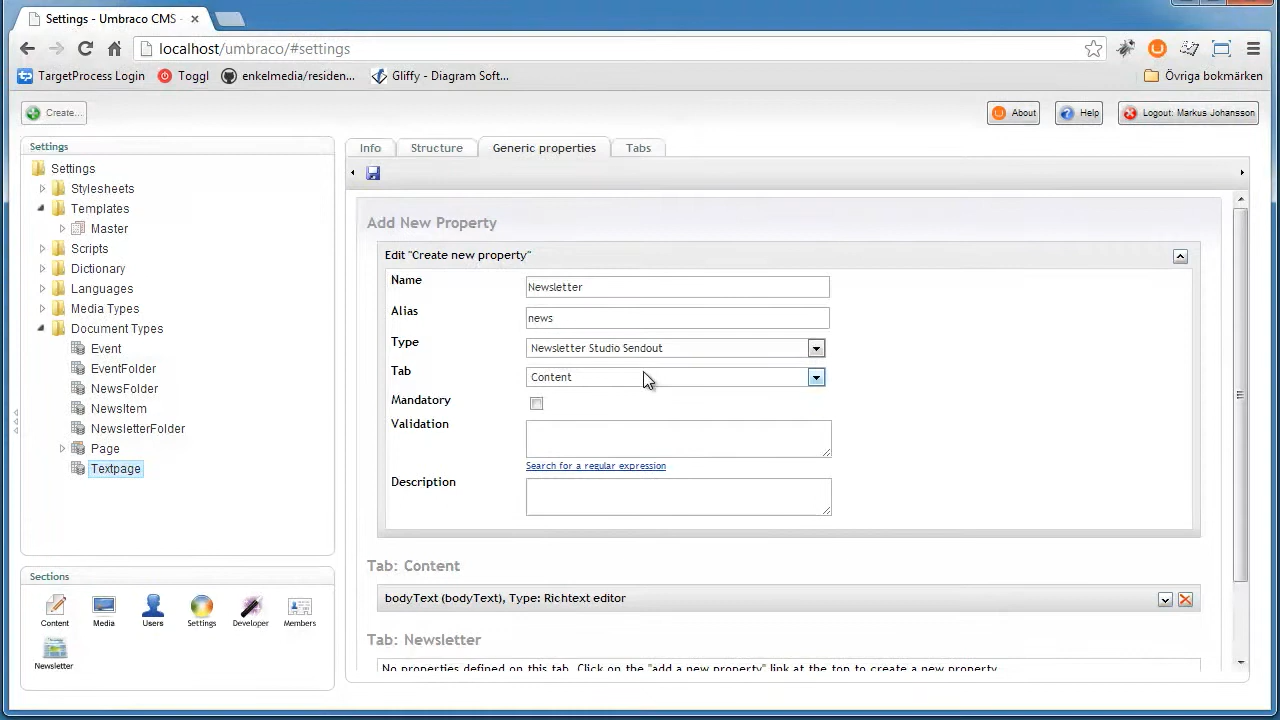 Settings - Umbraco CMS
localhost/umbraco/#settings
TargetProcess Login
Toggl
enkelmedia/residen...
Gliffy - Diagram Soft...
Övriga bokmärken
Create...
About
Help
Logout: Markus Johansson
Settings
Settings
Stylesheets
Templates
Master
Scripts
Dictionary
Languages
Media Types
Document Types
Event
EventFolder
NewsFolder
NewsItem
NewsletterFolder
Page
Textpage
Sections
Content
Media
Users
Settings
Developer
Members
Newsletter
Info
Structure
Generic properties
Tabs
Add New Property
Edit "Create new property"
Name
Newsletter
Alias
news
Type
Newsletter Studio Sendout
Tab
Content
Mandatory
Validation
Search for a regular expression
Description
Tab: Content
bodyText (bodyText), Type: Richtext editor
Tab: Newsletter
No properties defined on this tab. Click on the "add a new property" link at the top to create a new property.